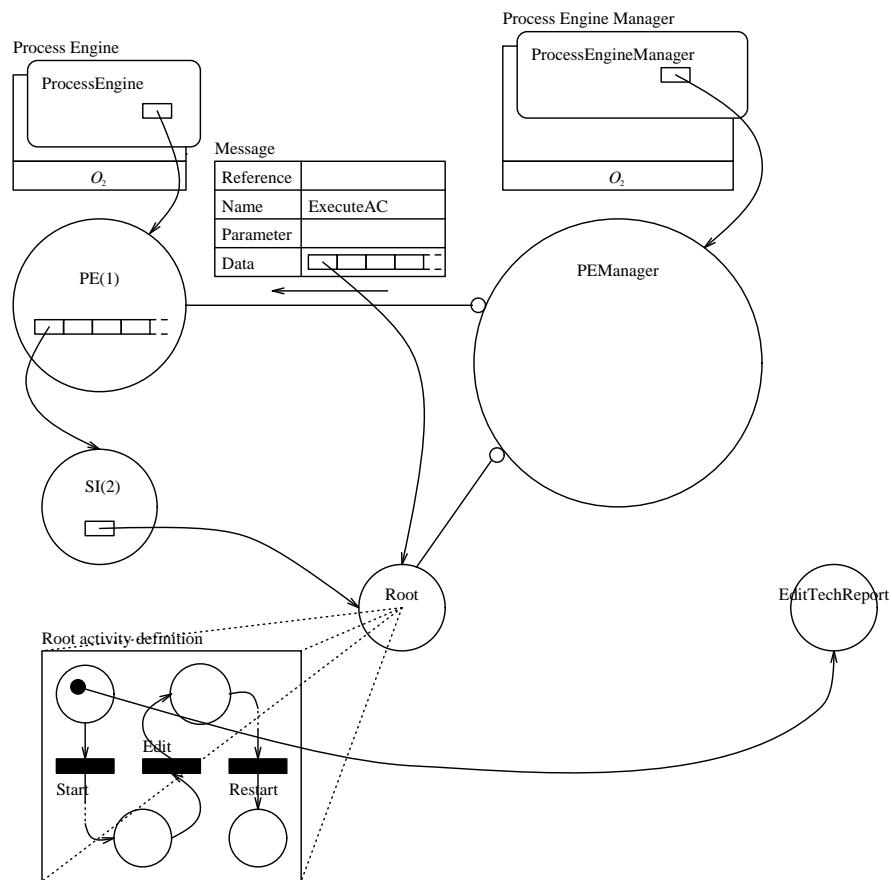 Process Engine Manager
Process Engine
ProcessEngineManager
ProcessEngine
Message
O₂
Reference
O₂
Name ExecuteAC
Parameter
Data
PE(1)
PEManager
SI(2)
Root
EditTechReport
Root activity definition
Edit
Start
Restart